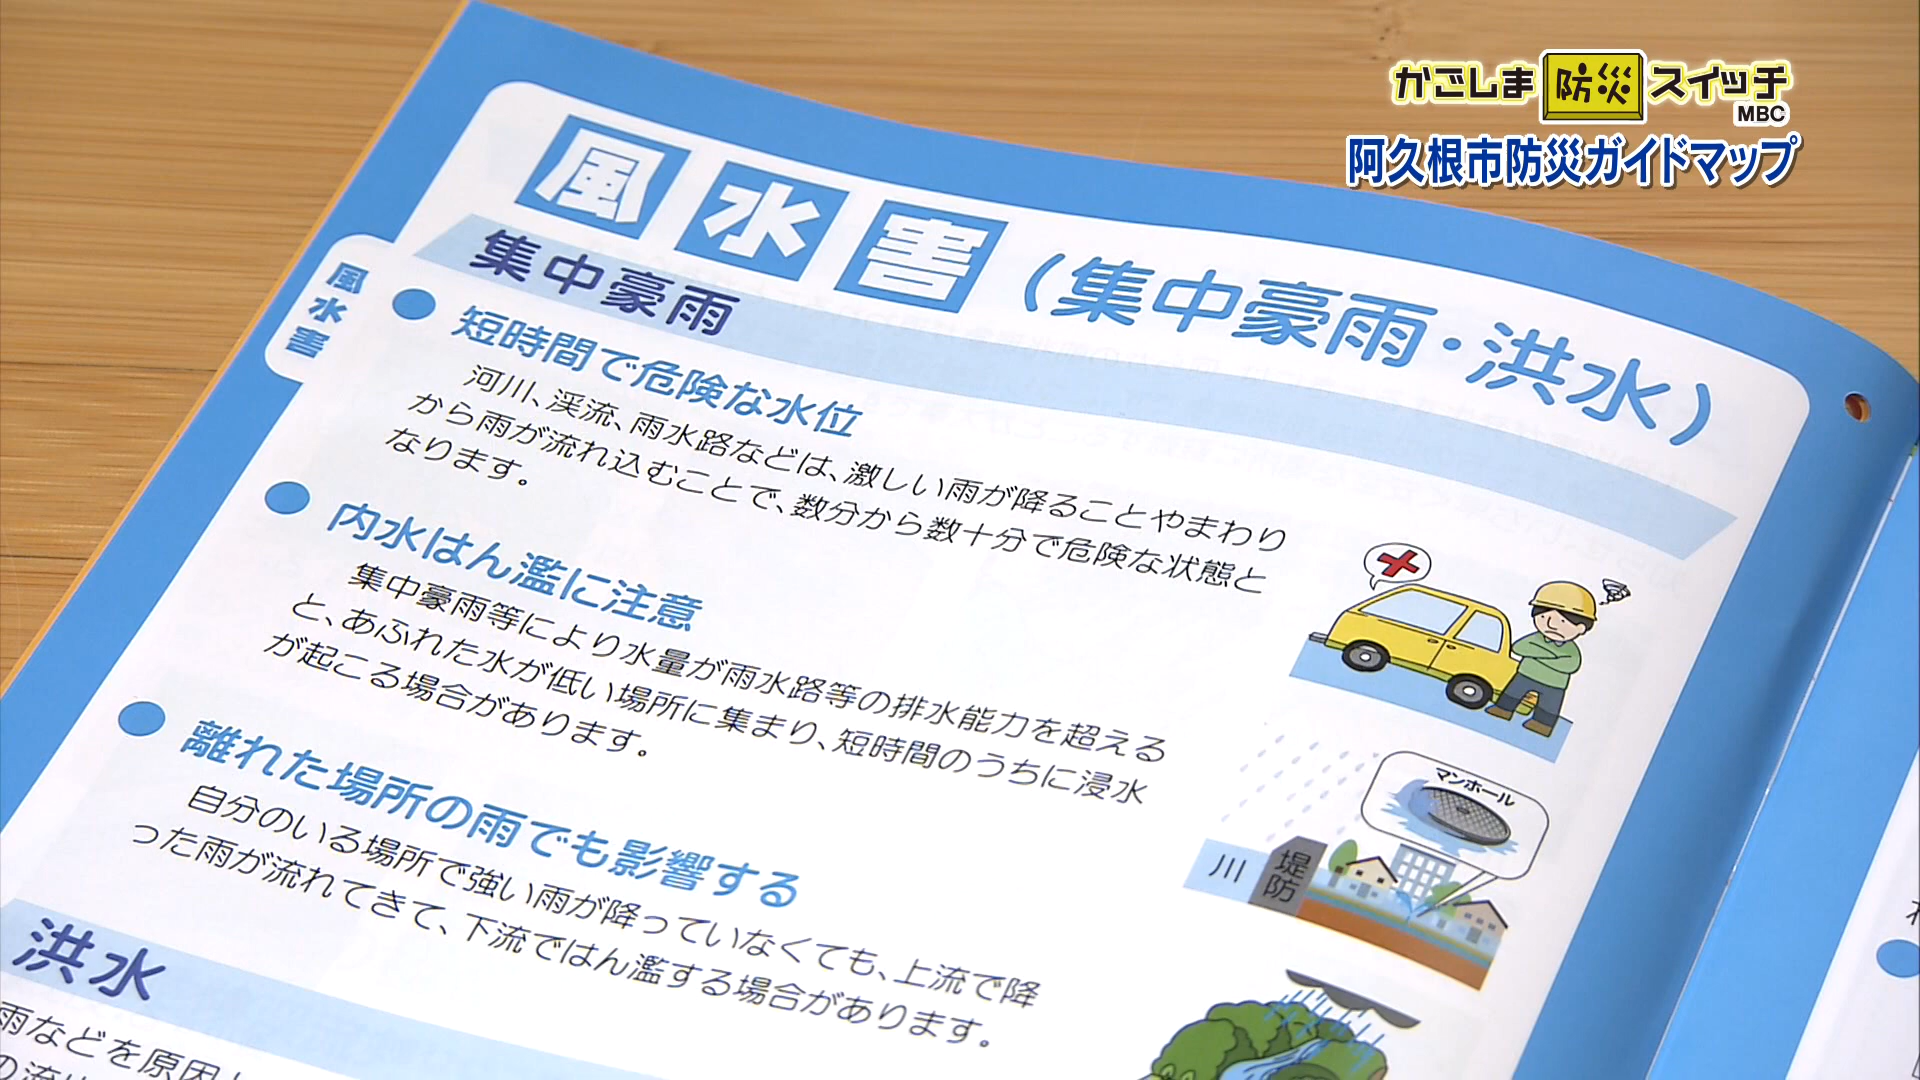 かごしま防災スイッチ
MBC
阿久根市防災ガイドマップ
風水害（集中豪雨・洪水）
風水害
集中豪雨
短時間で危険な水位
河川、渓流、雨水路などは、激しい雨が降ることやまわり
から雨が流れ込むことで、数分から数十分で危険な状態と
なります。
内水はん濫に注意
集中豪雨等により水量が雨水路等の排水能力を超える
と、あふれた水が低い場所に集まり、短時間のうちに浸水
が起こる場合があります。
マンホール
川
堤防
離れた場所の雨でも影響する
自分のいる場所で強い雨が降っていなくても、上流で降
った雨が流れてきて、下流ではん濫する場合があります。
洪水
雨などを原因